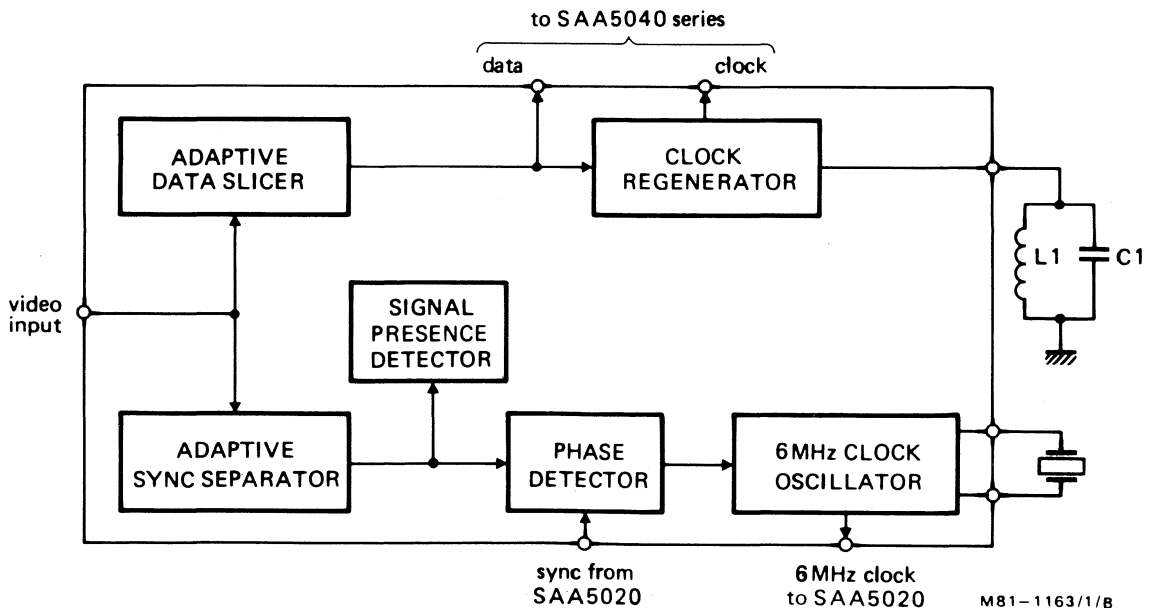 to SAA5040 series
data
clock
ADAPTIVE
DATA SLICER
CLOCK
REGENERATOR
L1
C1
video
input
SIGNAL
PRESENCE
DETECTOR
ADAPTIVE
SYNC SEPARATOR
PHASE
DETECTOR
6MHz CLOCK
OSCILLATOR
sync from
SAA5020
6MHz clock
to SAA5020
M81-1163/1/B